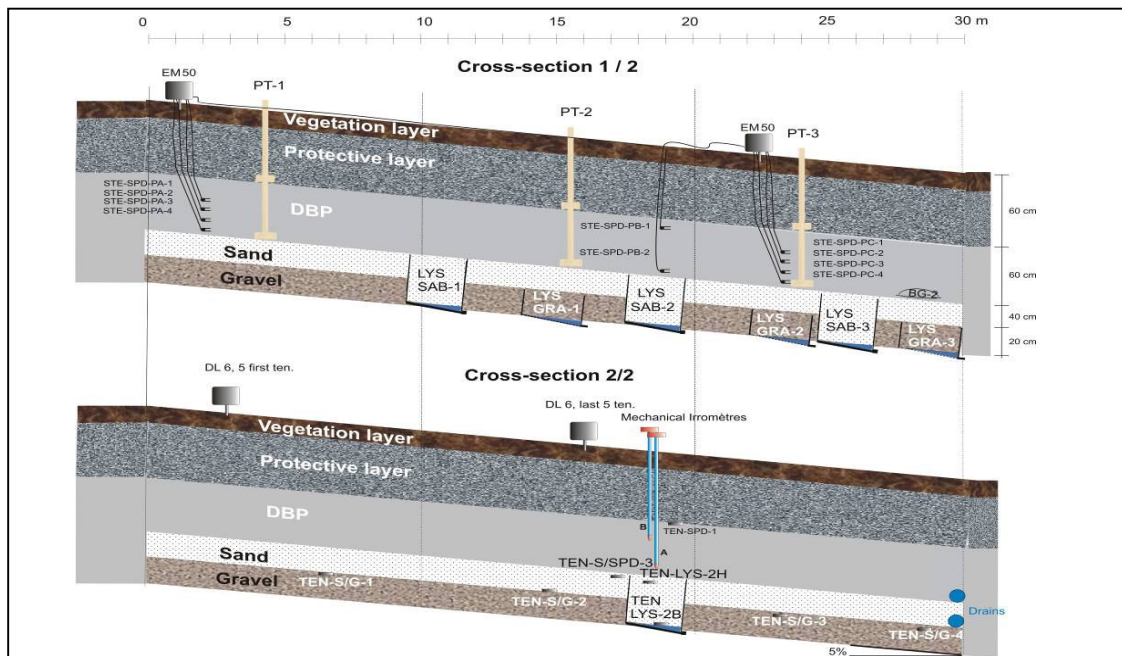 0 5 10 15 20 25 30 m
Cross-section 1 / 2
EM50
PT-1
PT-2
EM50
PT-3
Vegetation layer
Protective layer
STE-SPD-PA-1
STE-SPD-PA-2
STE-SPD-PA-3
STE-SPD-PA-4
DBP
60 cm
STE-SPD-PB-1
STE-SPD-PB-2
STE-SPD-PC-1
STE-SPD-PC-2
STE-SPD-PC-3
STE-SPD-PC-4
60 cm
Sand
Gravel
LYS
SAB-1
LYS
GRA-1
LYS
SAB-2
LYS
GRA-2
LYS
SAB-3
BG-2
LYS
GRA-3
40 cm
20 cm
Cross-section 2/2
DL 6, 5 first ten.
DL 6, last 5 ten.
Mechanical Irromètres
Vegetation layer
Protective layer
DBP
B
TEN-SPD-1
A
Sand
Gravel
TEN-S/SPD-3
TEN-LYS-2H
TEN-S/G-1
TEN-S/G-2
TEN
LYS-2B
TEN-S/G-3
TEN-S/G-4
Drains
5%